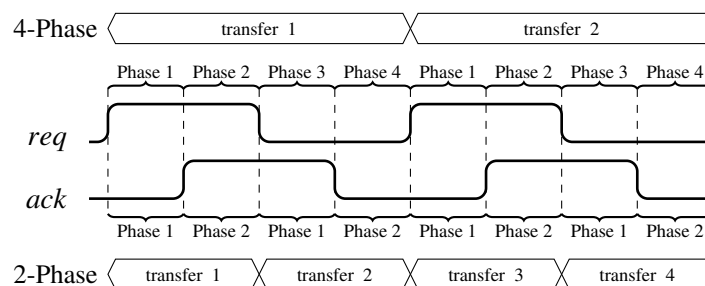 4-Phase transfer 1 transfer 2
Phase 1 Phase 2 Phase 3 Phase 4 Phase 1 Phase 2 Phase 3 Phase 4
req
ack
Phase 1 Phase 2 Phase 1 Phase 2 Phase 1 Phase 2 Phase 1 Phase 2
2-Phase transfer 1 transfer 2 transfer 3 transfer 4